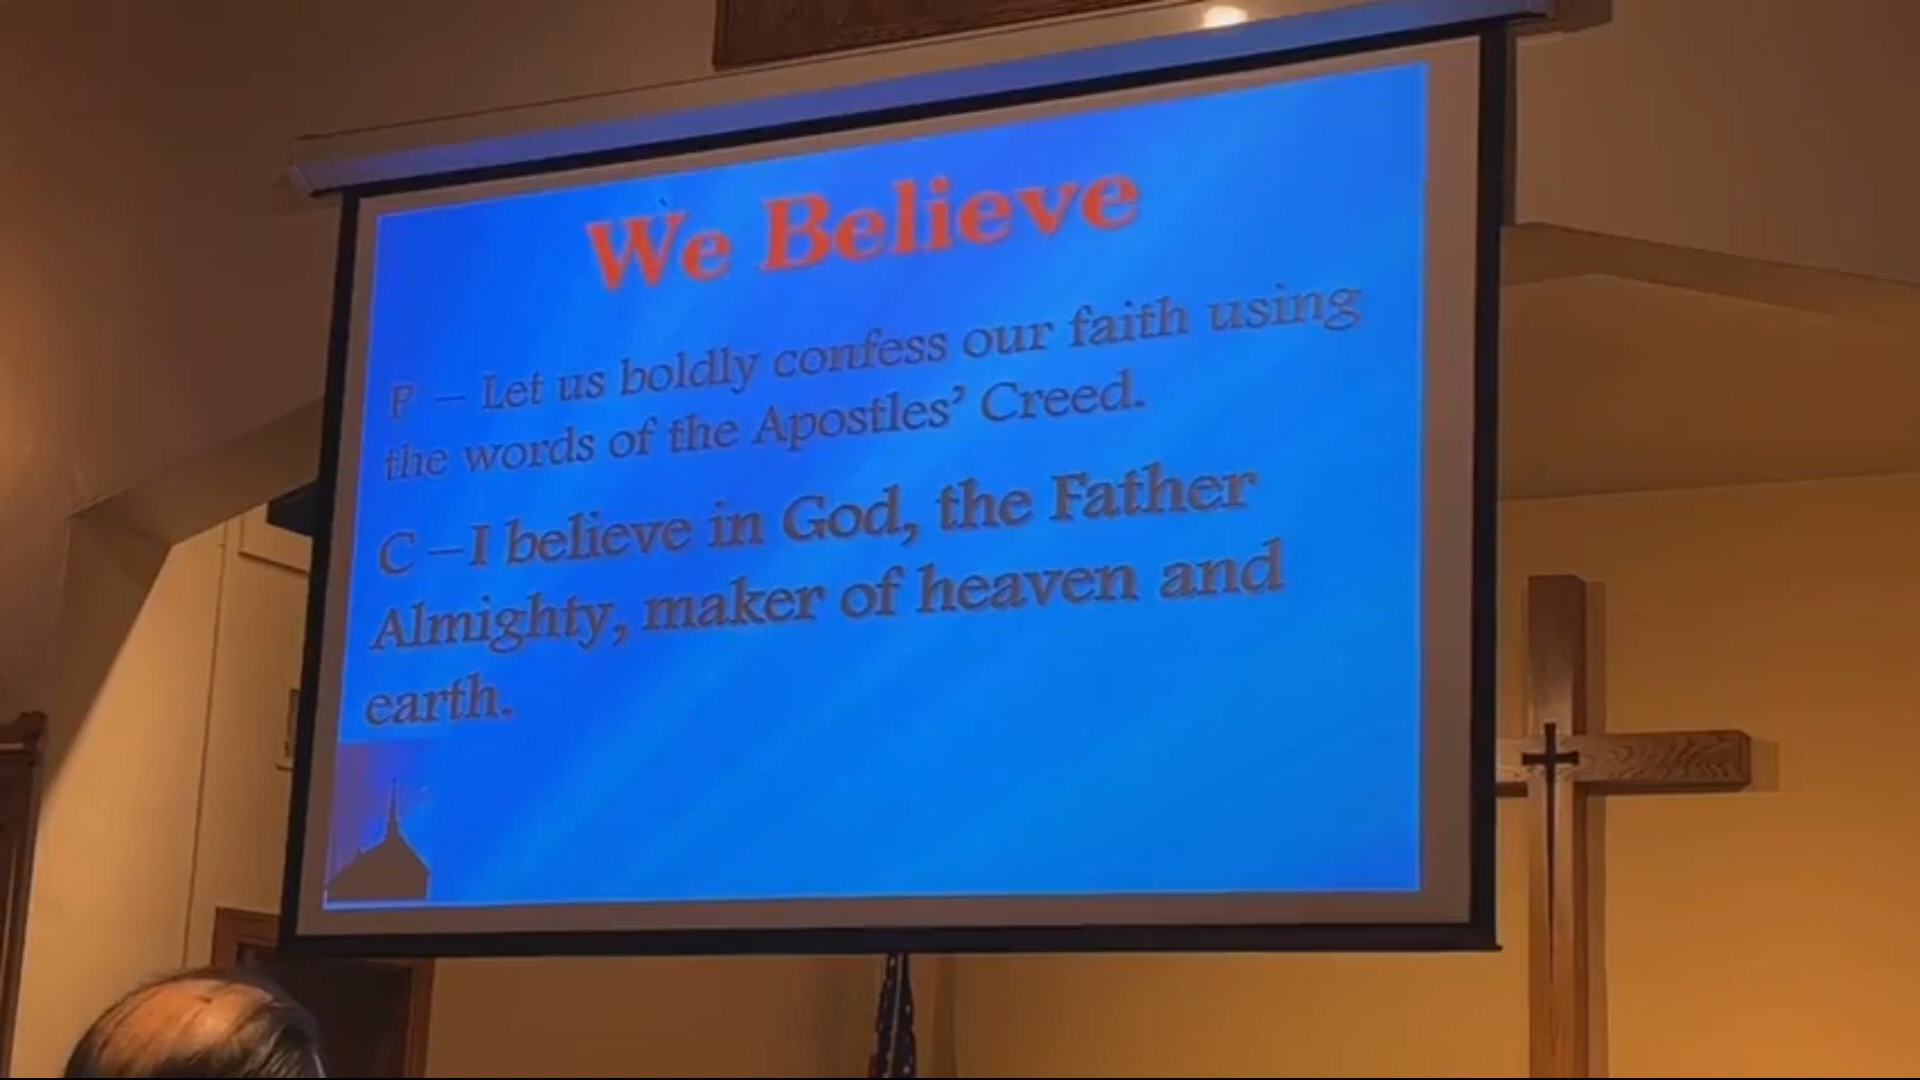 We Believe
P – Let us boldly confess our faith using
the words of the Apostles’ Creed.
C –I believe in God, the Father
Almighty, maker of heaven and
earth.